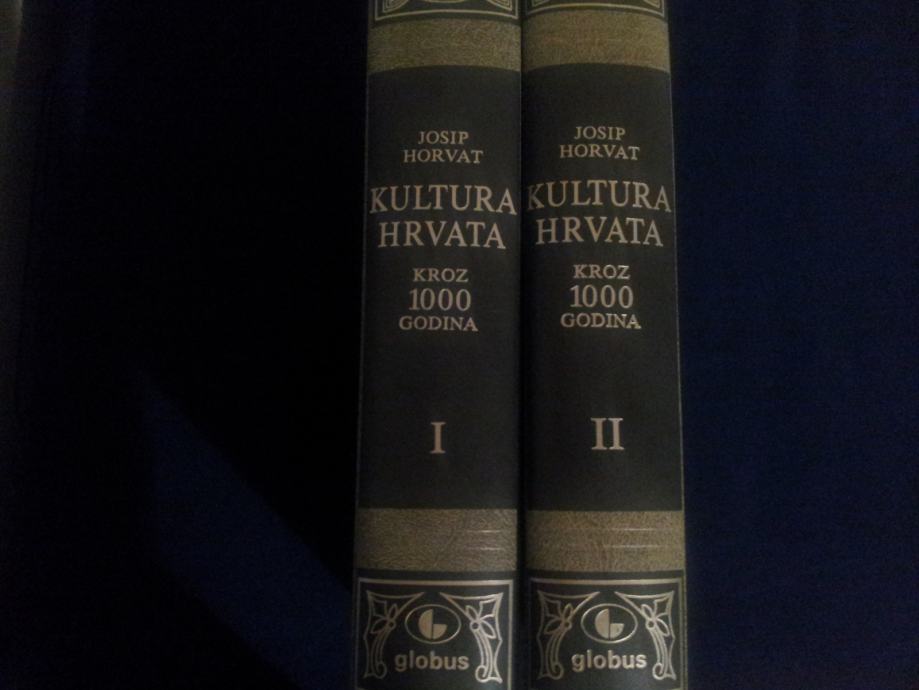 JOSIP
HORVAT
KULTURA
HRVATA
KROZ
1000
GODINA
I
globus
JOSIP
HORVAT
KULTURA
HRVATA
KROZ
1000
GODINA
II
globus